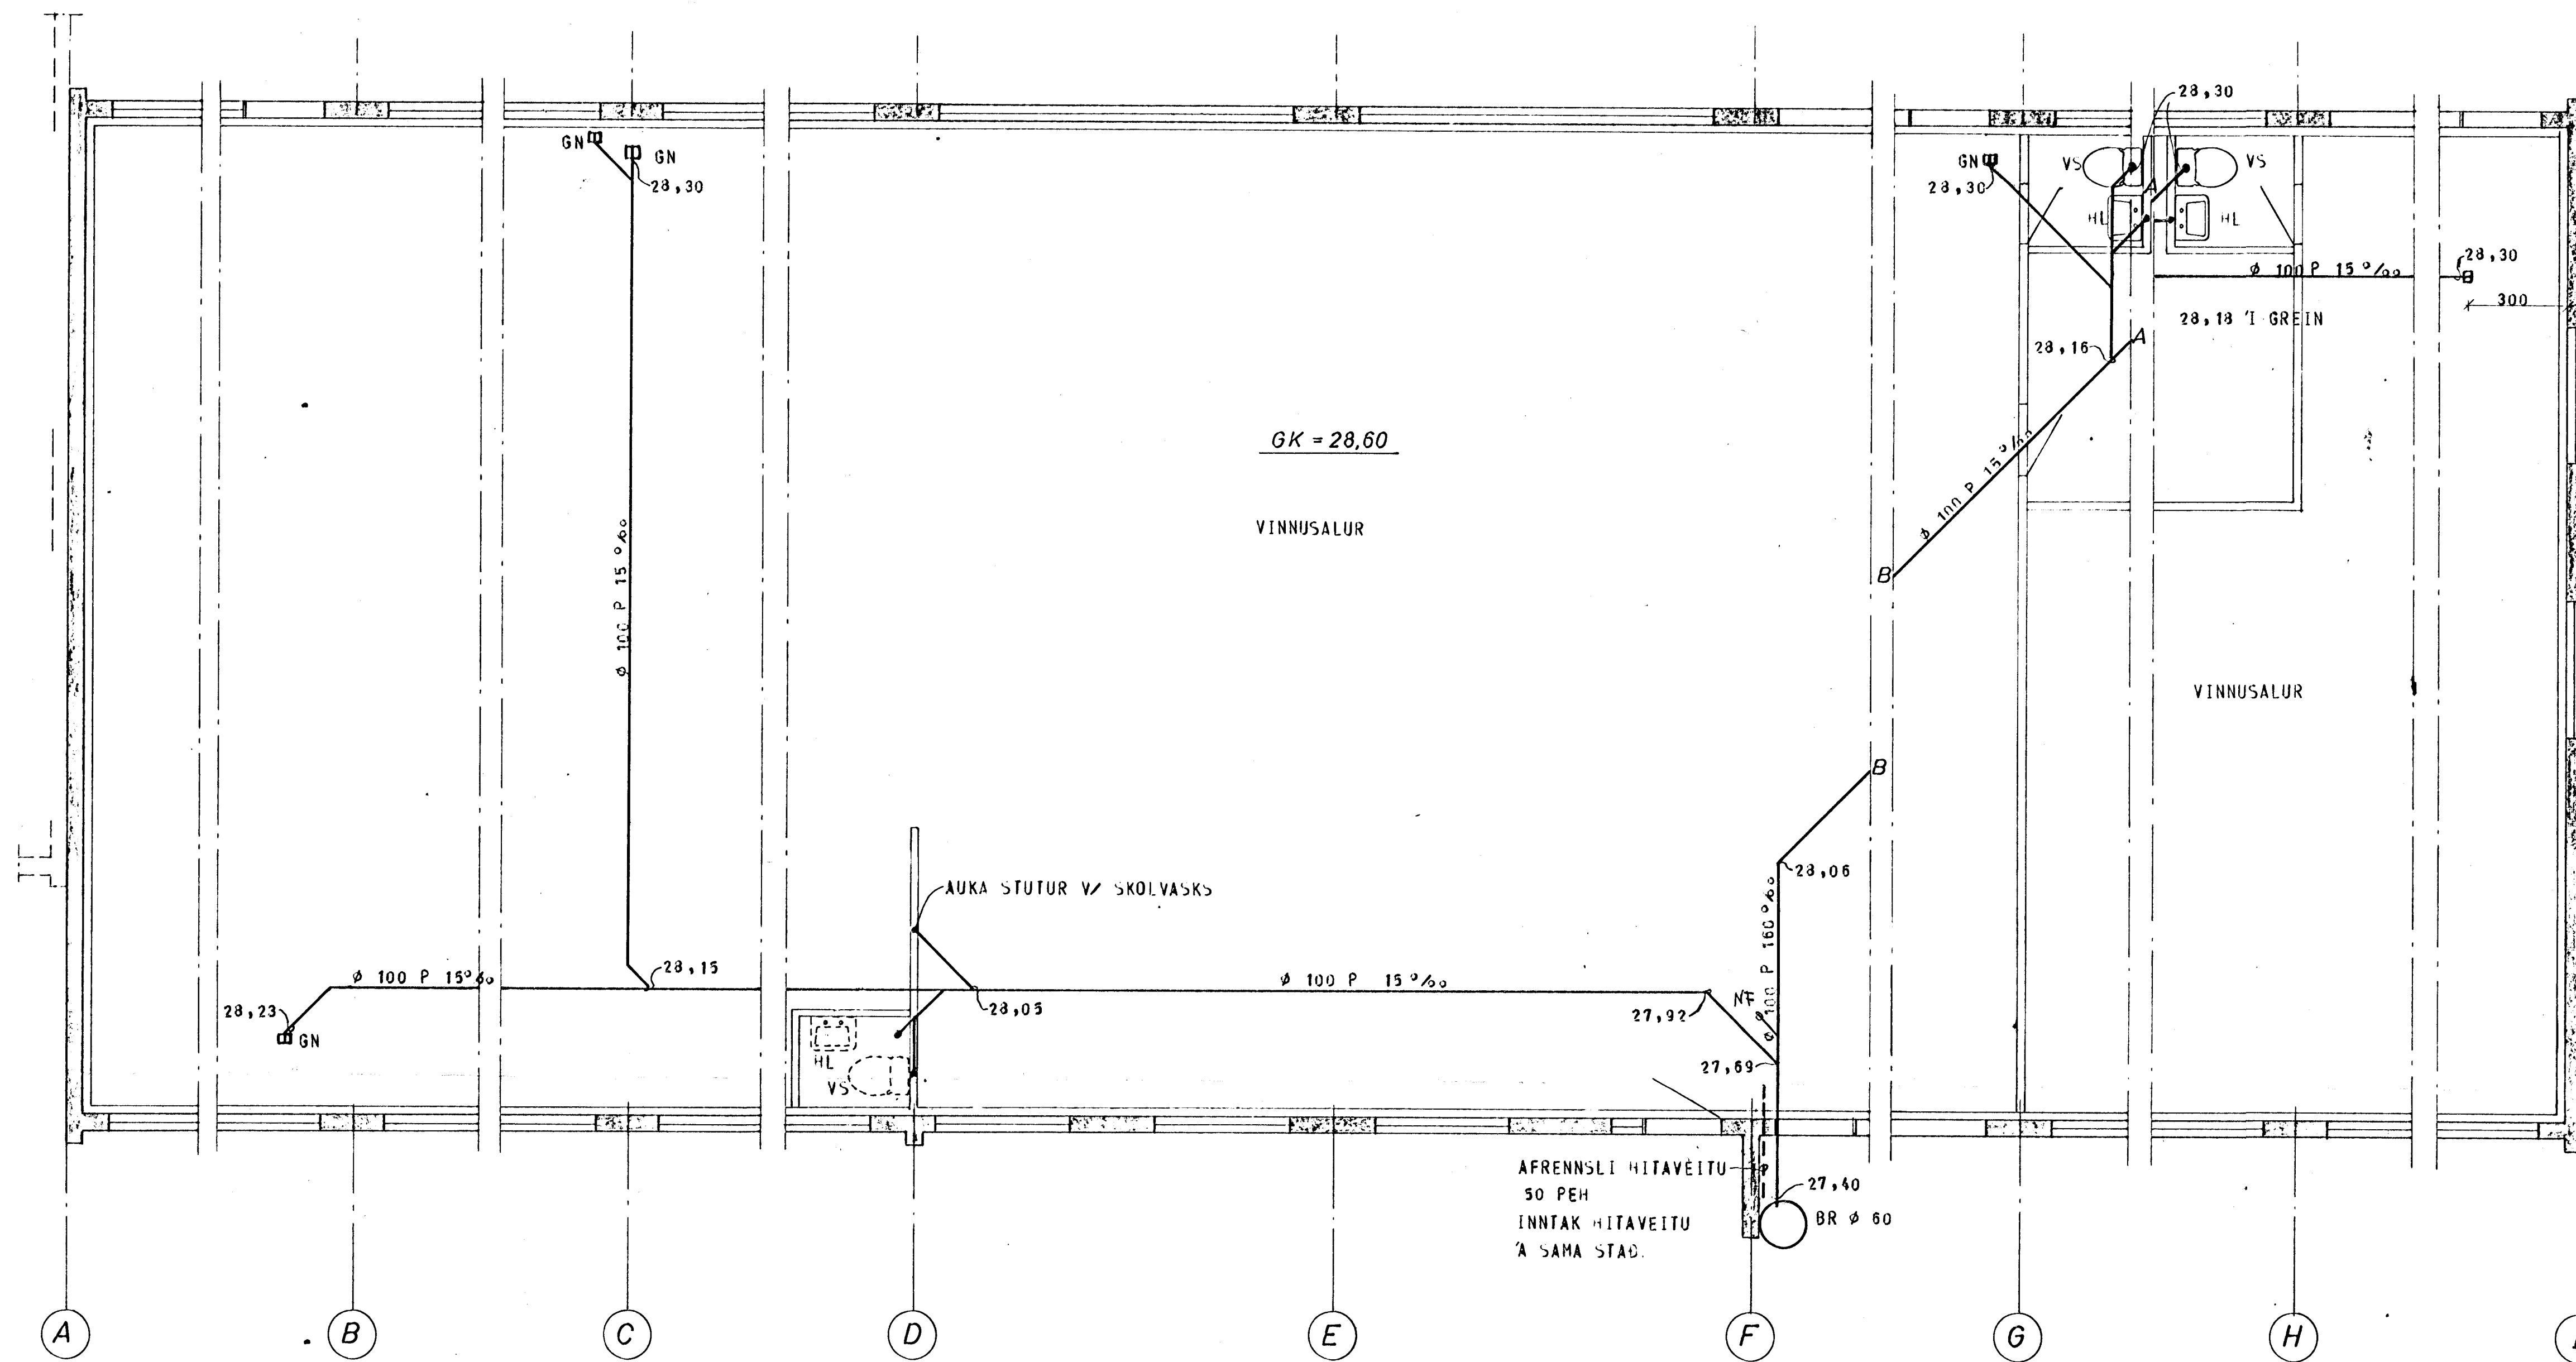 28,30
GN
GN
28,30
GN
28,30
VS
VS
HL
HL
28,30
φ 100 P 15 ‰
300
28,18 'I GREIN
A
28,16
GK = 28,60
VINNUSALUR
φ 100 P 15 ‰
φ 100 P 15 ‰
B
VINNUSALUR
B
28,06
φ 100 P 160 ‰
AUKA STUTUR V/ SKOLVASKS
28,15
φ 100 P 15‰
28,23
GN
28,05
φ 100 P 15 ‰
27,92
NF
27,69
HL
VS
AFRENNSLI HITAVEITU
50 PEH
INNTAK HITAVEITU
'A SAMA STAÐ.
27,40
BR φ 60
A
B
C
D
E
F
G
H